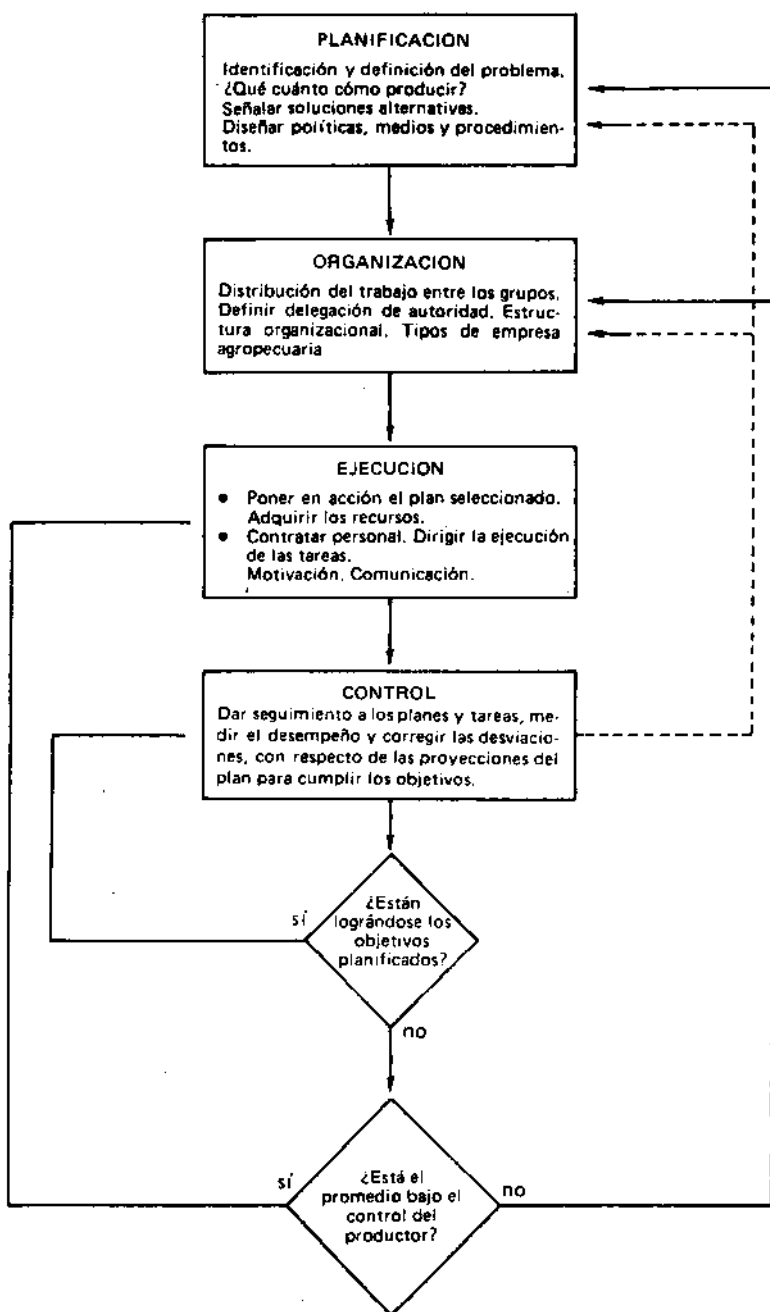 PLANIFICACION
Identificación y definición del problema.
¿Qué cuánto cómo producir?
Señalar soluciones alternativas.
Diseñar políticas, medios y procedimien-
tos.
ORGANIZACION
Distribución del trabajo entre los grupos.
Definir delegación de autoridad. Estruc-
tura organizacional. Tipos de empresa
agropecuaria
EJECUCION
• Poner en acción el plan seleccionado.
Adquirir los recursos.
• Contratar personal. Dirigir la ejecución
de las tareas.
Motivación. Comunicación.
CONTROL
Dar seguimiento a los planes y tareas, me-
dir el desempeño y corregir las desviacio-
nes, con respecto de las proyecciones del
plan para cumplir los objetivos.
sí
¿Están
lográndose los
objetivos
planificados?
no
sí
¿Está el
promedio bajo el
control del
productor?
no